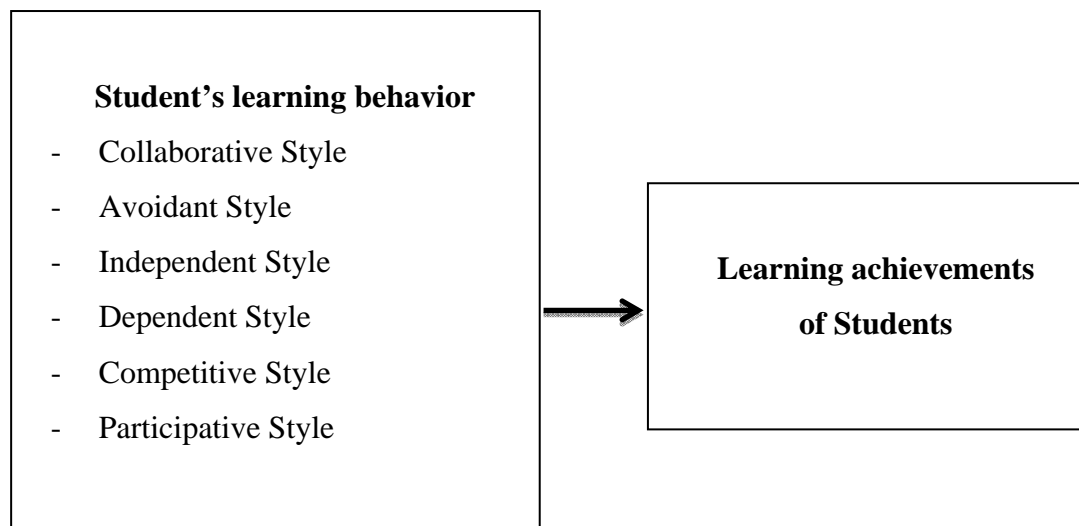 Student’s learning behavior
- Collaborative Style
- Avoidant Style
- Independent Style
- Dependent Style
- Competitive Style
- Participative Style
Learning achievements
of Students